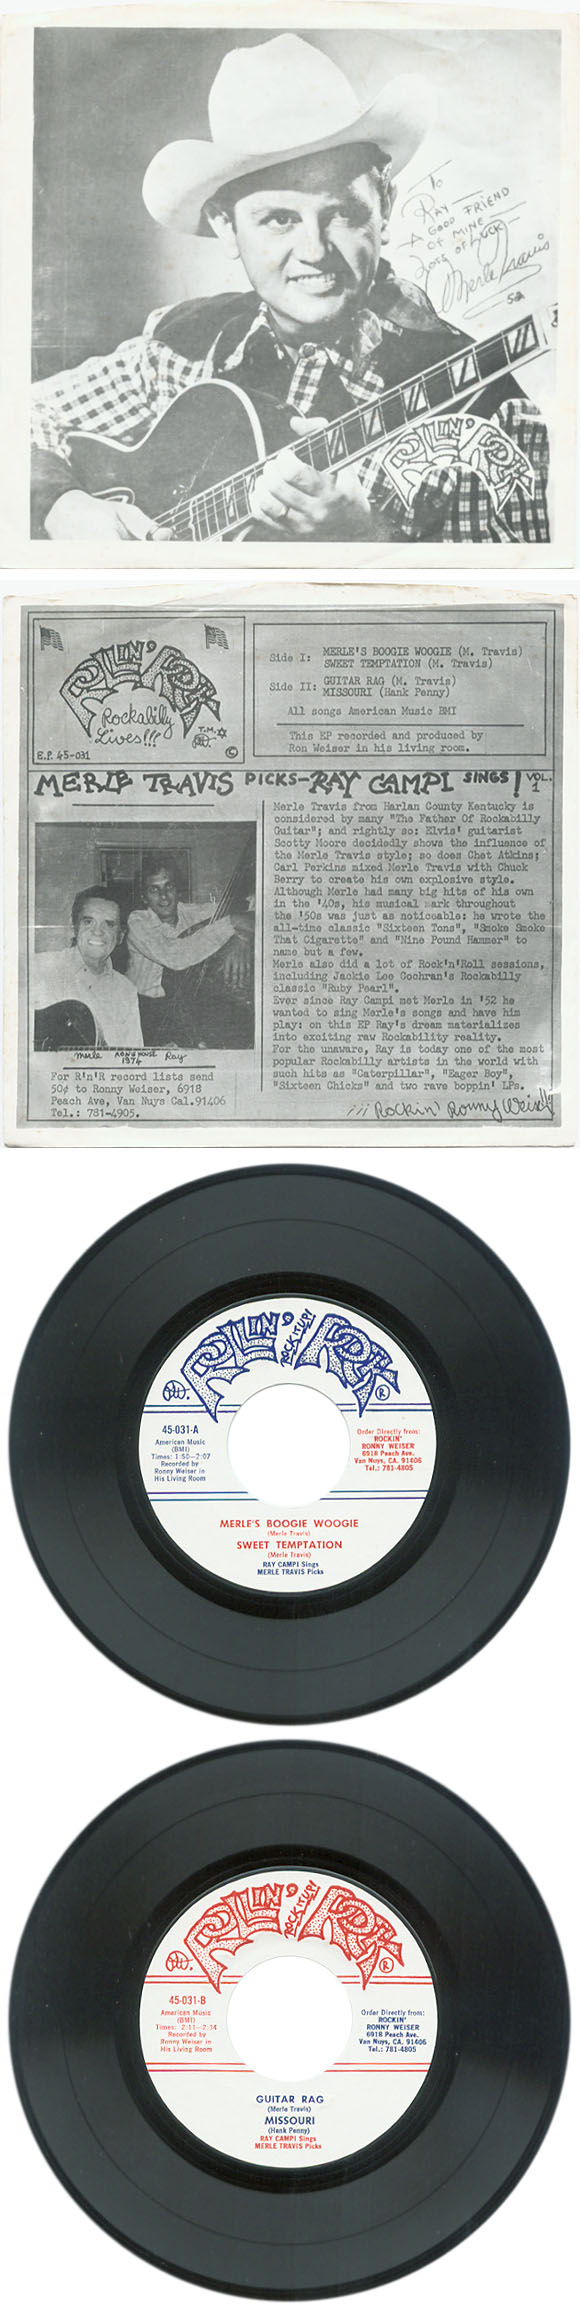 To
Ray
A Good Friend
Of Mine
Lots of Luck
Merle Travis
52
ROLLIN' ROCK
ROLLIN' ROCK
Rockabilly
Lives!!!
T.M.
RW.
E.P. 45-031
©
Side I: MERLE'S BOOGIE WOOGIE (M. Travis)
SWEET TEMPTATION (M. Travis)
Side II: GUITAR RAG (M. Travis)
MISSOURI (Hank Penny)
All songs American Music BMI
This EP recorded and produced by
Ron Weiser in his living room.
MERLE TRAVIS PICKS-RAY CAMPI SINGS! VOL. 1
Merle Travis from Harlan County Kentucky is
considered by many "The Father Of Rockabilly
Guitar"; and rightly so: Elvis' guitarist
Scotty Moore decidedly shows the influence of
the Merle Travis style; so does Chet Atkins;
Carl Perkins mixed Merle Travis with Chuck
Berry to create his own explosive style.
Although Merle had many big hits of his own
in the '40s, his musical mark throughout
the '50s was just as noticeable: he wrote the
all-time classic "Sixteen Tons", "Smoke Smoke
That Cigarette" and "Nine Pound Hammer" to
name but a few.
Merle also did a lot of Rock'n'Roll sessions,
including Jackie Lee Cochran's Rockabilly
classic "Ruby Pearl".
Ever since Ray Campi met Merle in '52 he
wanted to sing Merle's songs and have him
play: on this EP Ray's dream materializes
into exciting raw Rockabilly reality.
For the unaware, Ray is today one of the most
popular Rockabilly artists in the world with
such hits as "Caterpillar", "Eager Boy",
"Sixteen Chicks" and two rave boppin' LPs.
¡¡¡ Rockin' Ronny Weiser!!!
Merle RON'S HOUSE Ray
1974
For R'n'R record lists send
50¢ to Ronny Weiser, 6918
Peach Ave, Van Nuys Cal.91406
Tel.: 781-4905.
ROLLIN' ROCK
ROCK IT UP!
RW.
®
45-031-A
American Music
(BMI)
Times: 1:50—2:07
Recorded by
Ronny Weiser in
His Living Room
Order Directly from:
ROCKIN'
RONNY WEISER
6918 Peach Ave.
Van Nuys, CA. 91406
Tel.: 781-4805
MERLE'S BOOGIE WOOGIE
(Merle Travis)
SWEET TEMPTATION
(Merle Travis)
RAY CAMPI Sings
MERLE TRAVIS Picks
ROLLIN' ROCK
ROCK IT UP!
RW.
®
45-031-B
American Music
(BMI)
Times: 2:11—2:34
Recorded by
Ronny Weiser in
His Living Room
Order Directly from:
ROCKIN'
RONNY WEISER
6918 Peach Ave.
Van Nuys, CA. 91406
Tel.: 781-4805
GUITAR RAG
(Merle Travis)
MISSOURI
(Hank Penny)
RAY CAMPI Sings
MERLE TRAVIS Picks